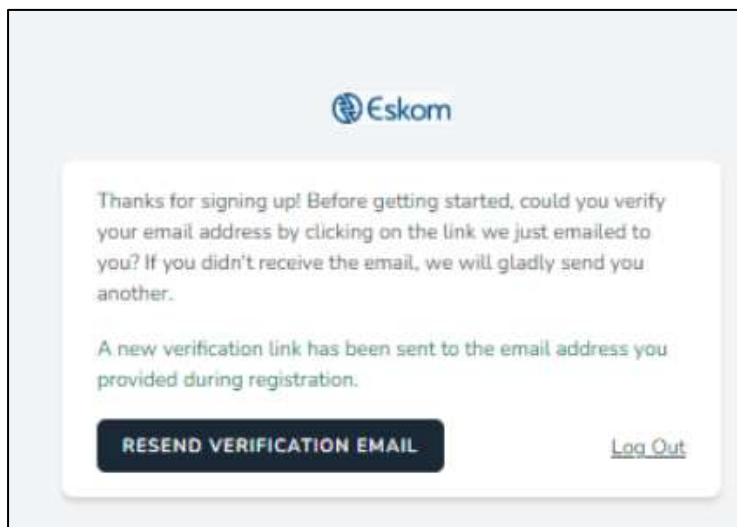 Eskom
Thanks for signing up! Before getting started, could you verify
your email address by clicking on the link we just emailed to
you? If you didn't receive the email, we will gladly send you
another.
A new verification link has been sent to the email address you
provided during registration.
RESEND VERIFICATION EMAIL
Log Out